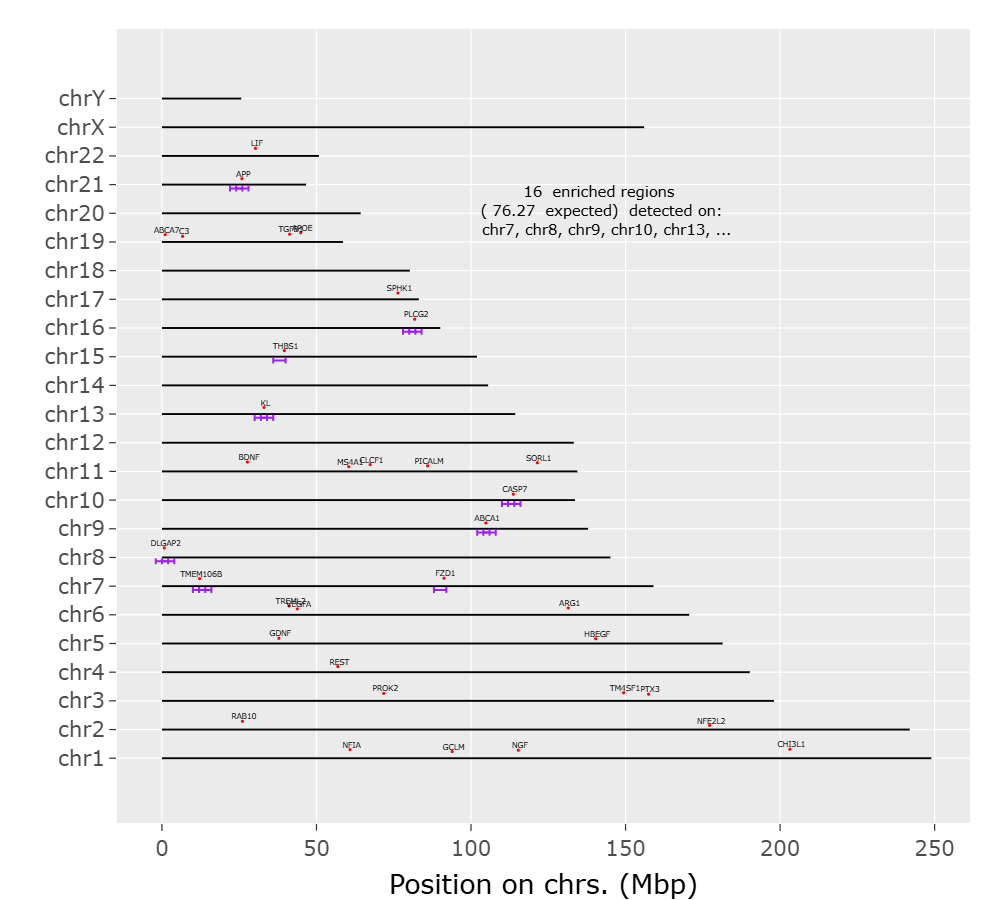 chrY
chrX
LIF
chr22
APP
chr21
16 enriched regions
( 76.27 expected) detected on:
chr7, chr8, chr9, chr10, chr13, ...
chr20
ABCA7 C3 TGFB1 APOE
chr19
chr18
SPHK1
chr17
PLCG2
chr16
THBS1
chr15
chr14
KL
chr13
chr12
BDNF MS4A1 CLCF1 PICALM SORL1
chr11
CASP7
chr10
ABCA1
chr9
DLGAP2
chr8
TMEM106B FZD1
chr7
TREML2 VEGFA ARG1
chr6
GDNF HBEGF
chr5
REST
chr4
PROK2 TM4SF1 PTX3
chr3
RAB10 NFE2L2
chr2
NFIA GCLM NGF CHI3L1
chr1
0 50 100 150 200 250
Position on chrs. (Mbp)